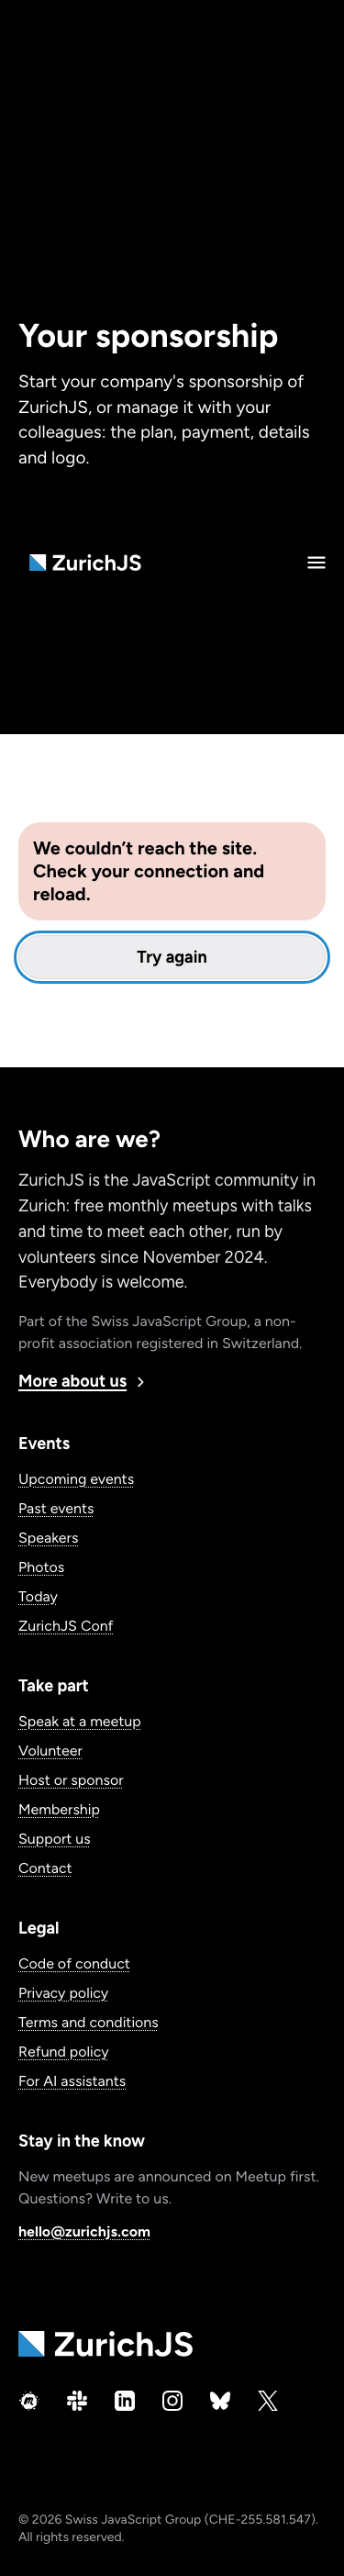 Your sponsorship
Start your company's sponsorship of
ZurichJS, or manage it with your
colleagues: the plan, payment, details
and logo.
ZurichJS
We couldn’t reach the site.
Check your connection and
reload.
Try again
Who are we?
ZurichJS is the JavaScript community in
Zurich: free monthly meetups with talks
and time to meet each other, run by
volunteers since November 2024.
Everybody is welcome.
Part of the Swiss JavaScript Group, a non-
profit association registered in Switzerland.
More about us
Events
Upcoming events
Past events
Speakers
Photos
Today
ZurichJS Conf
Take part
Speak at a meetup
Volunteer
Host or sponsor
Membership
Support us
Contact
Legal
Code of conduct
Privacy policy
Terms and conditions
Refund policy
For AI assistants
Stay in the know
New meetups are announced on Meetup first.
Questions? Write to us.
hello@zurichjs.com
ZurichJS
© 2026 Swiss JavaScript Group (CHE-255.581.547).
All rights reserved.